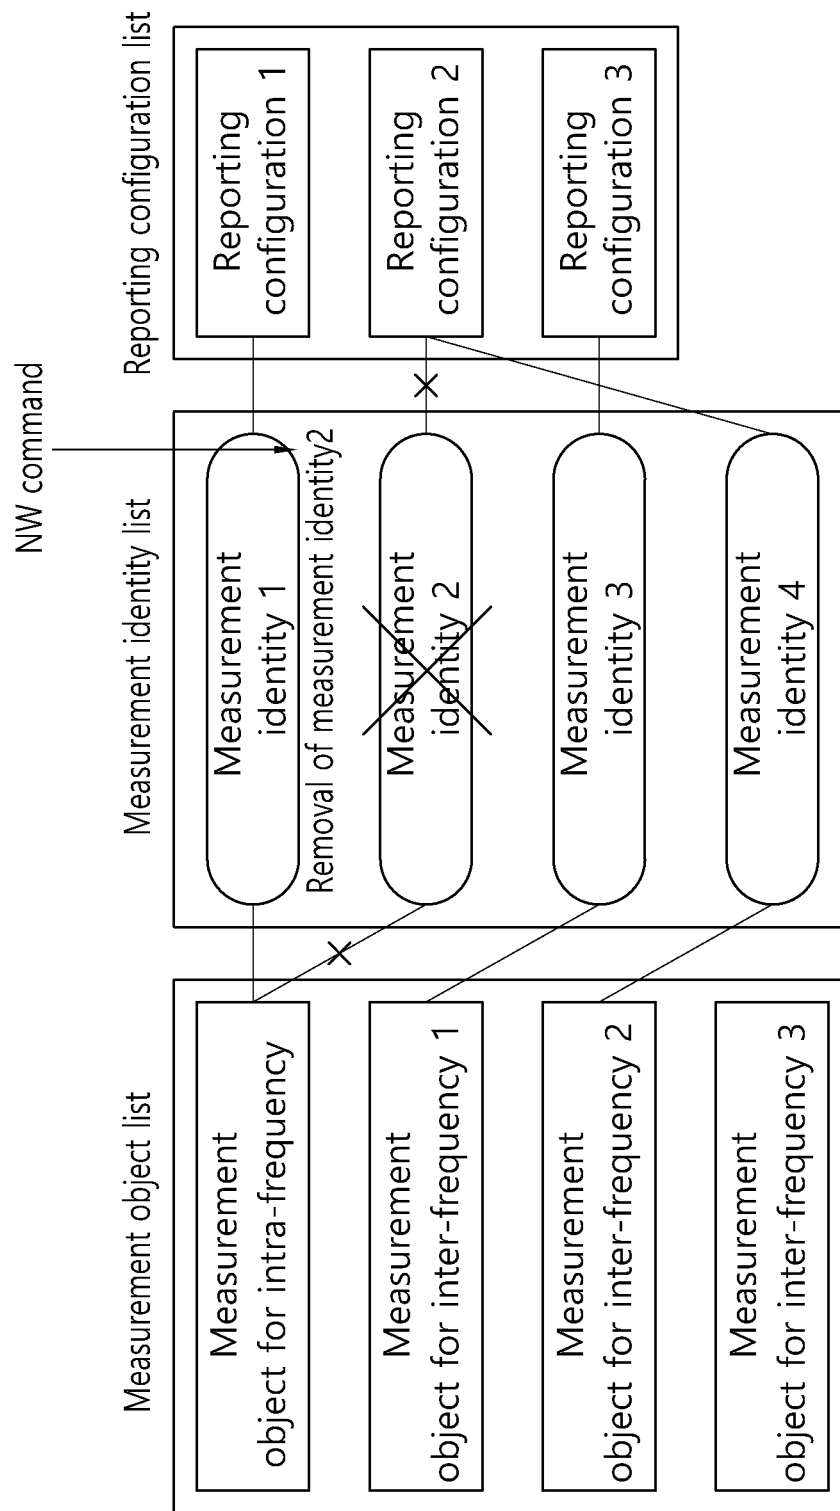 NW command
Measurement object list
Measurement identity list
Reporting configuration list
Measurement
object for intra-frequency
Measurement
identity 1
Reporting
configuration 1
Removal of measurement identity2
Measurement
object for inter-frequency 1
Measurement
identity 2
Reporting
configuration 2
Measurement
object for inter-frequency 2
Measurement
identity 3
Reporting
configuration 3
Measurement
object for inter-frequency 3
Measurement
identity 4